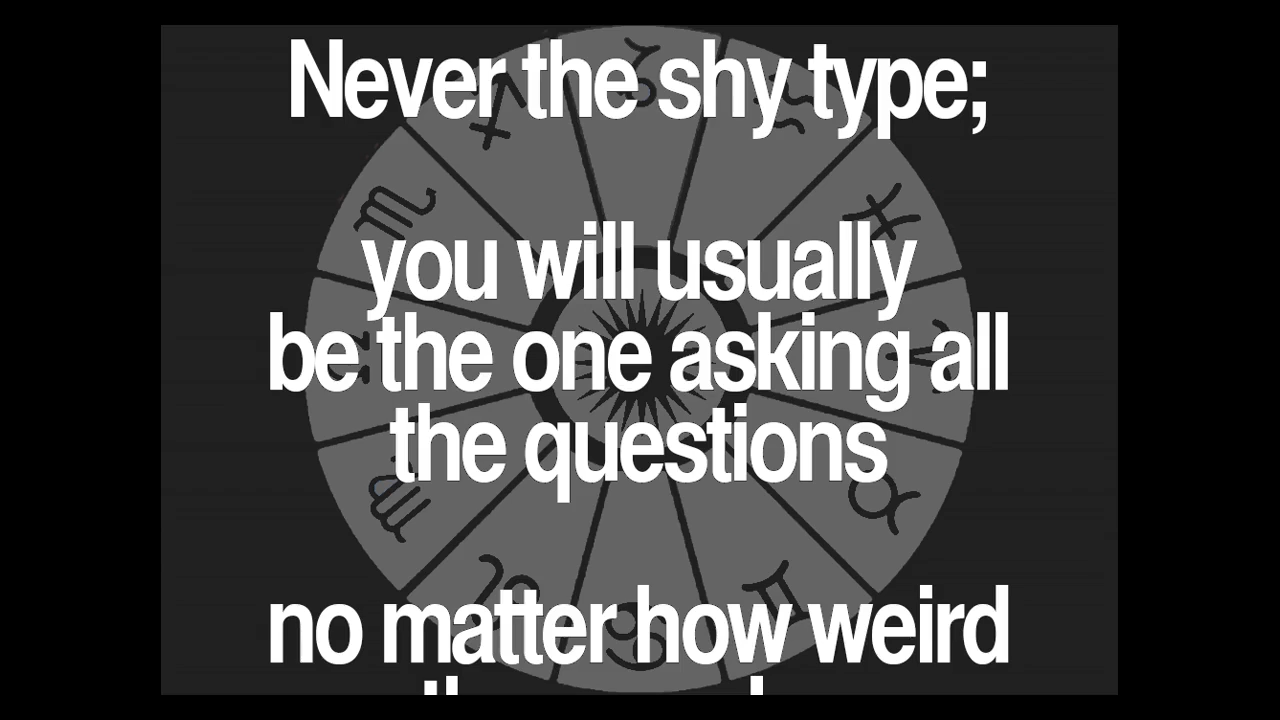 Never the shy type;
you will usually
be the one asking all
the questions
no matter how weird